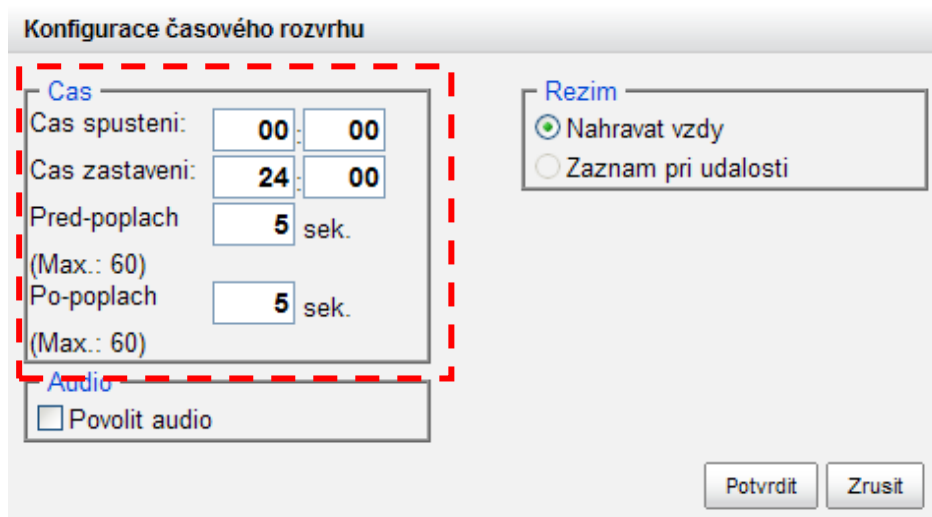 Konfigurace časového rozvrhu
Cas
Cas spusteni: 00 : 00
Cas zastaveni: 24 : 00
Pred-poplach 5 sek.
(Max.: 60)
Po-poplach 5 sek.
(Max.: 60)
Audio
Povolit audio
Rezim
Nahravat vzdy
Zaznam pri udalosti
Potvrdit Zrusit